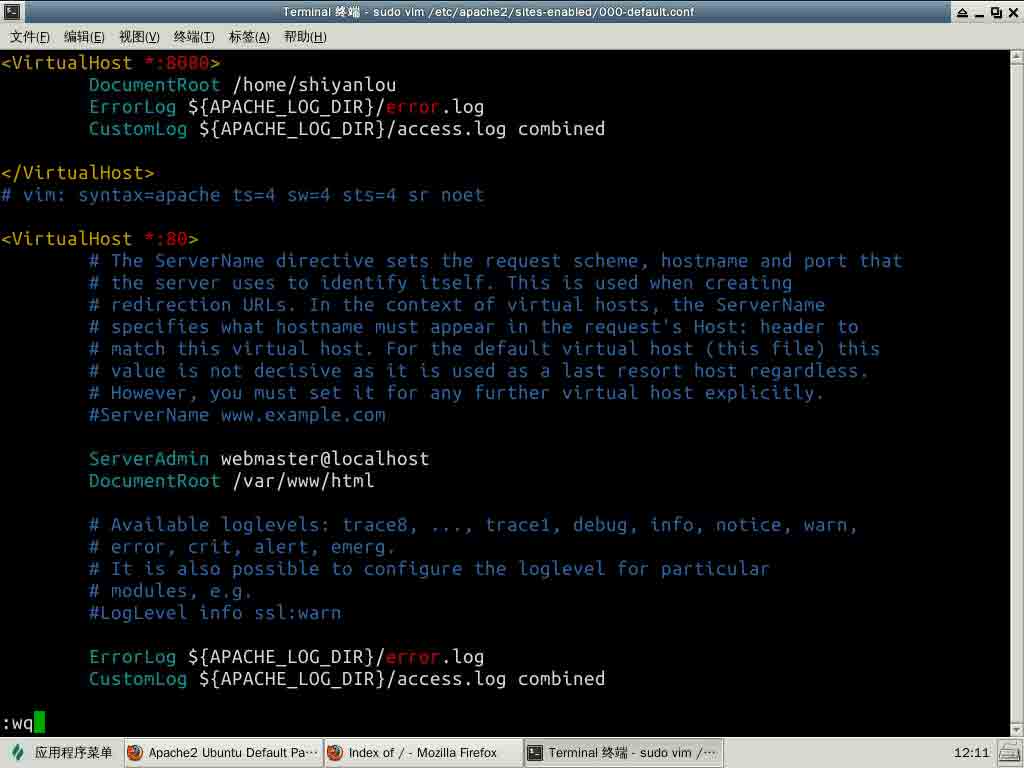 Terminal 终端 - sudo vim /etc/apache2/sites-enabled/000-default.conf
文件(F) 编辑(E) 视图(V) 终端(T) 标签(A) 帮助(H)
<VirtualHost *:8080>
        DocumentRoot /home/shiyanlou
        ErrorLog ${APACHE_LOG_DIR}/error.log
        CustomLog ${APACHE_LOG_DIR}/access.log combined
</VirtualHost>
# vim: syntax=apache ts=4 sw=4 sts=4 sr noet
<VirtualHost *:80>
        # The ServerName directive sets the request scheme, hostname and port that
        # the server uses to identify itself. This is used when creating
        # redirection URLs. In the context of virtual hosts, the ServerName
        # specifies what hostname must appear in the request's Host: header to
        # match this virtual host. For the default virtual host (this file) this
        # value is not decisive as it is used as a last resort host regardless.
        # However, you must set it for any further virtual host explicitly.
        #ServerName www.example.com
        ServerAdmin webmaster@localhost
        DocumentRoot /var/www/html
        # Available loglevels: trace8, ..., trace1, debug, info, notice, warn,
        # error, crit, alert, emerg.
        # It is also possible to configure the loglevel for particular
        # modules, e.g.
        #LogLevel info ssl:warn
        ErrorLog ${APACHE_LOG_DIR}/error.log
        CustomLog ${APACHE_LOG_DIR}/access.log combined
:wq
应用程序菜单 Apache2 Ubuntu Default Pa··· Index of / - Mozilla Firefox Terminal 终端 - sudo vim /··· 12:11